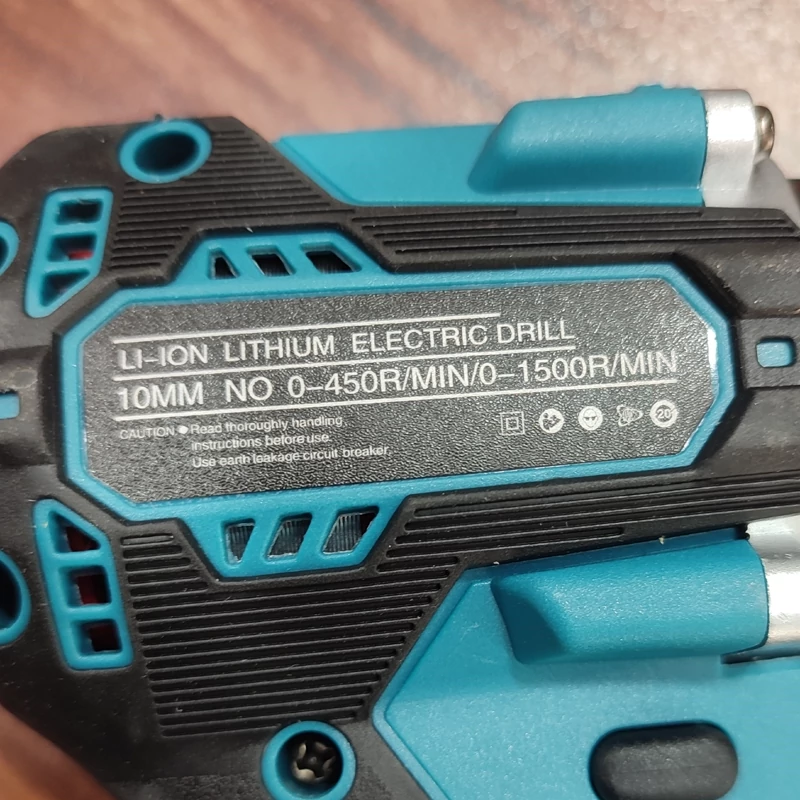 LI-ION LITHIUM ELECTRIC DRILL
10MM NO 0-450R/MIN/0-1500R/MIN
CAUTION ● Read thoroughly handling
instructions before use.
Use earth leakage circuit breaker.
20